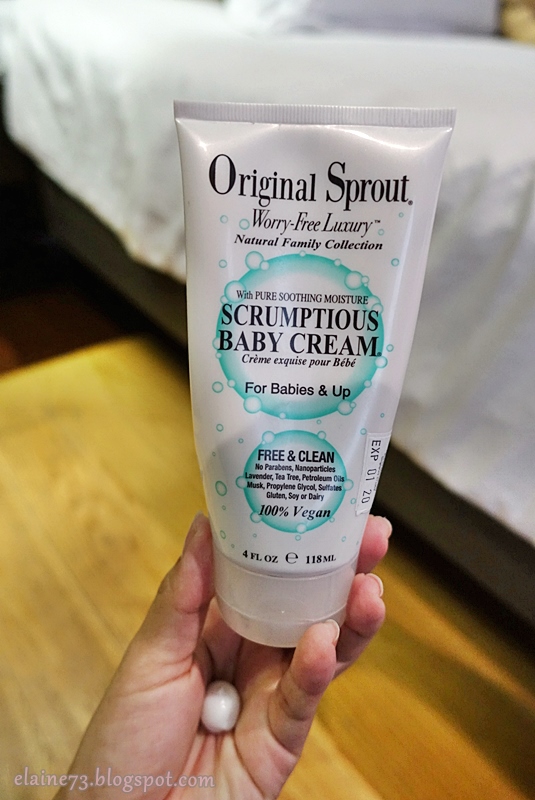 Original Sprout®
Worry-Free Luxury™
Natural Family Collection
With PURE SOOTHING MOISTURE
SCRUMPTIOUS
BABY CREAM®
Crème exquise pour Bébé
For Babies & Up
FREE & CLEAN
No Parabens, Nanoparticles
Lavender, Tea Tree, Petroleum Oils
Musk, Propylene Glycol, Sulfates
Gluten, Soy or Dairy
100% Vegan
4 FL OZ ℮ 118ML
EXP 01 20
elaine73.blogspot.com